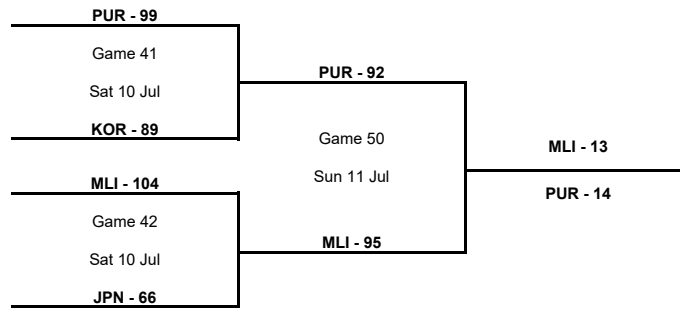 PUR - 99
Game 41
Sat 10 Jul
KOR - 89
MLI - 104
Game 42
Sat 10 Jul
JPN - 66
PUR - 92
Game 50
Sun 11 Jul
MLI - 95
MLI - 13
PUR - 14